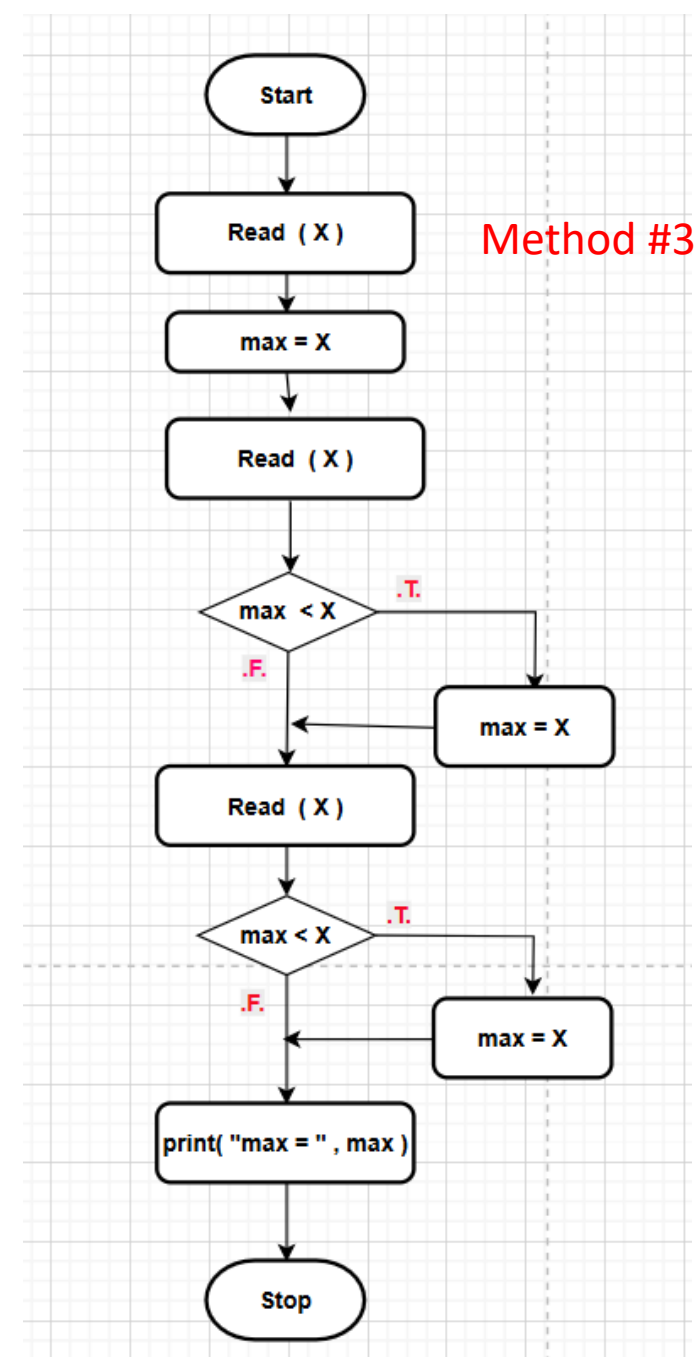 Start
Read ( X )
Method #3
max = X
Read ( X )
max < X
.T.
.F.
max = X
Read ( X )
max < X
.T.
.F.
max = X
print( "max = " , max )
Stop